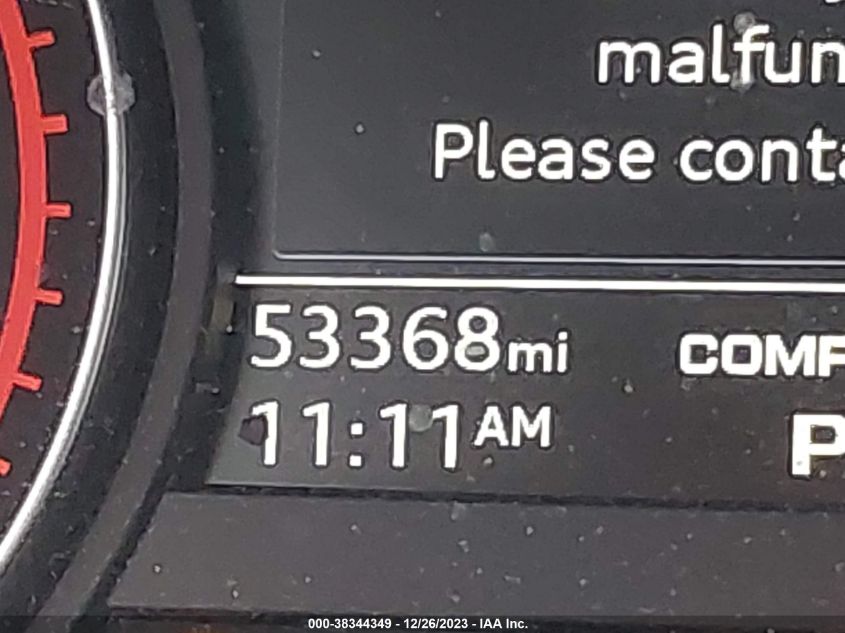 malfun
Please conta
53368mi
COMF
11:11AM
P
000-38344349 - 12/26/2023 - IAA Inc.